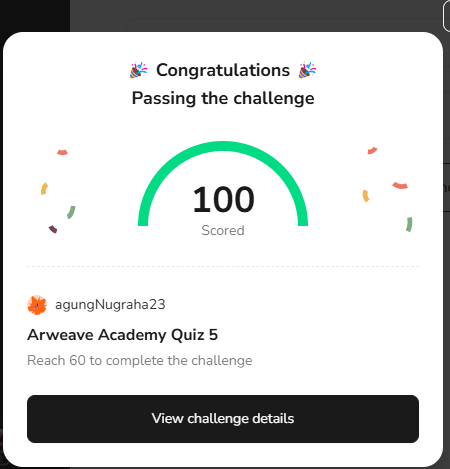 🎉 Congratulations 🎉
Passing the challenge
100
Scored
agungNugraha23
Arweave Academy Quiz 5
Reach 60 to complete the challenge
View challenge details